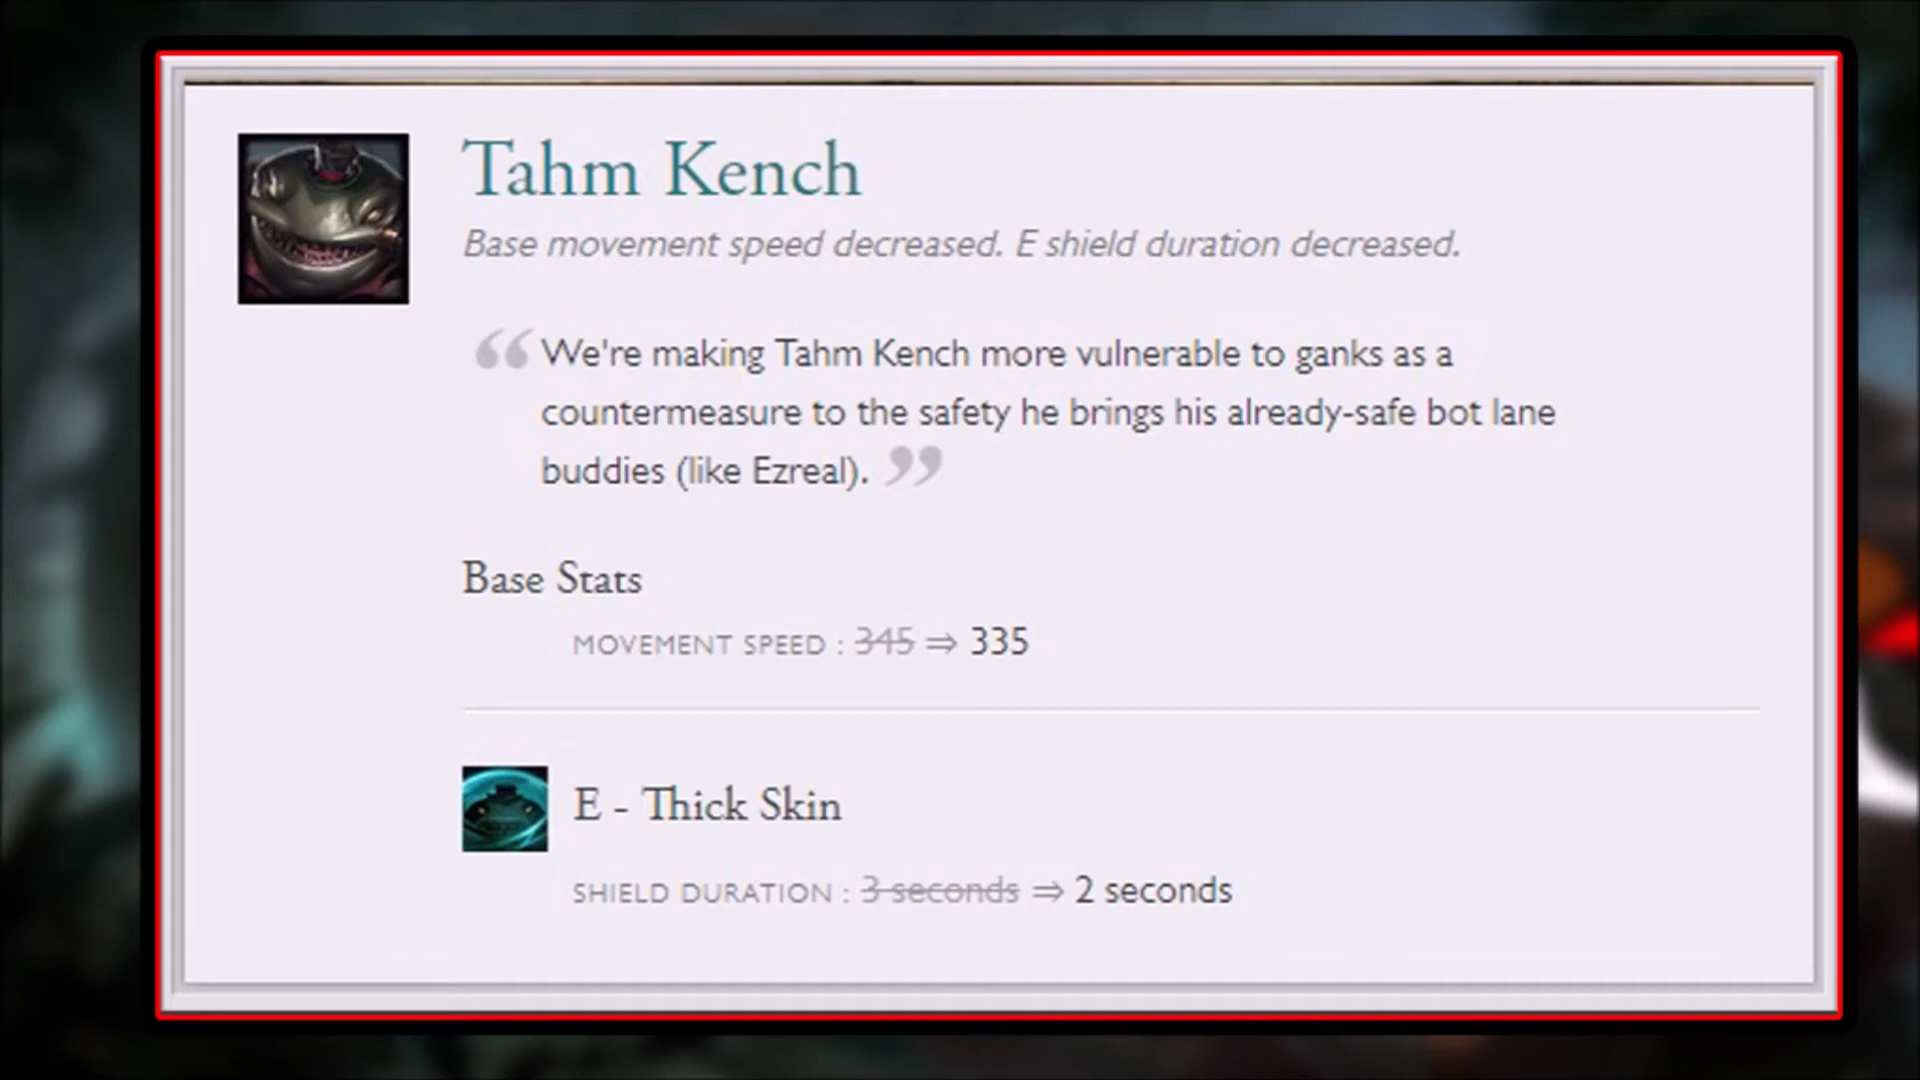 Tahm Kench
Base movement speed decreased. E shield duration decreased.
“We're making Tahm Kench more vulnerable to ganks as a
countermeasure to the safety he brings his already-safe bot lane
buddies (like Ezreal). ”
Base Stats
MOVEMENT SPEED : 345 ⇒ 335
E - Thick Skin
SHIELD DURATION : 3 seconds ⇒ 2 seconds